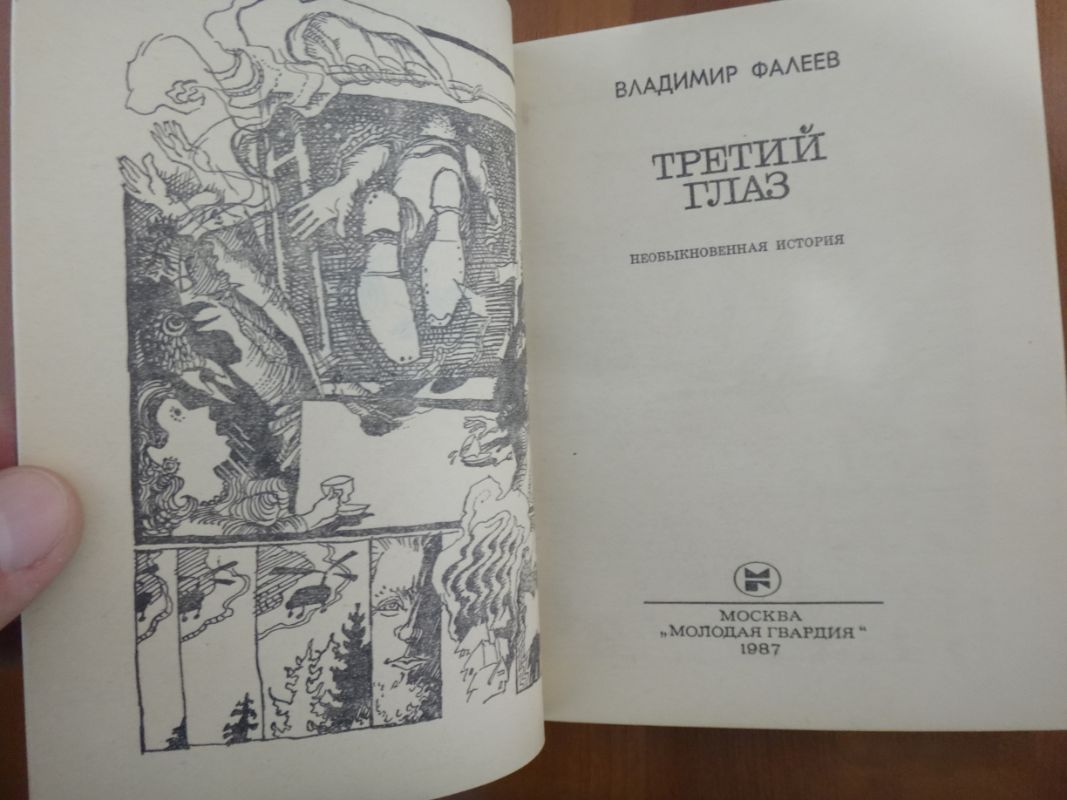 ВЛАДИМИР ФАЛЕЕВ
ТРЕТИЙ
ГЛАЗ
НЕОБЫКНОВЕННАЯ ИСТОРИЯ
МОСКВА
„МОЛОДАЯ ГВАРДИЯ“
1987